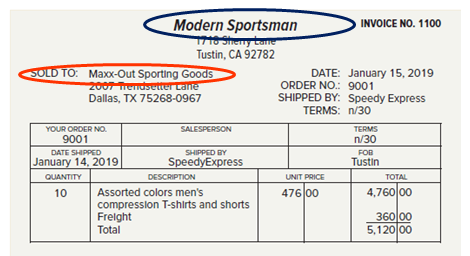 Modern Sportsman
INVOICE NO. 1100
1718 Sherry Lane
Tustin, CA 92782
SOLD TO: Maxx-Out Sporting Goods
2007 Trendsetter Lane
Dallas, TX 75268-0967
DATE: January 15, 2019
ORDER NO.: 9001
SHIPPED BY: Speedy Express
TERMS: n/30
YOUR ORDER NO. SALESPERSON TERMS
9001 n/30
DATE SHIPPED SHIPPED BY FOB
January 14, 2019 SpeedyExpress Tustin
QUANTITY DESCRIPTION UNIT PRICE TOTAL
10 Assorted colors men's 476 00 4,760 00
compression T-shirts and shorts
Freight 360 00
Total 5,120 00